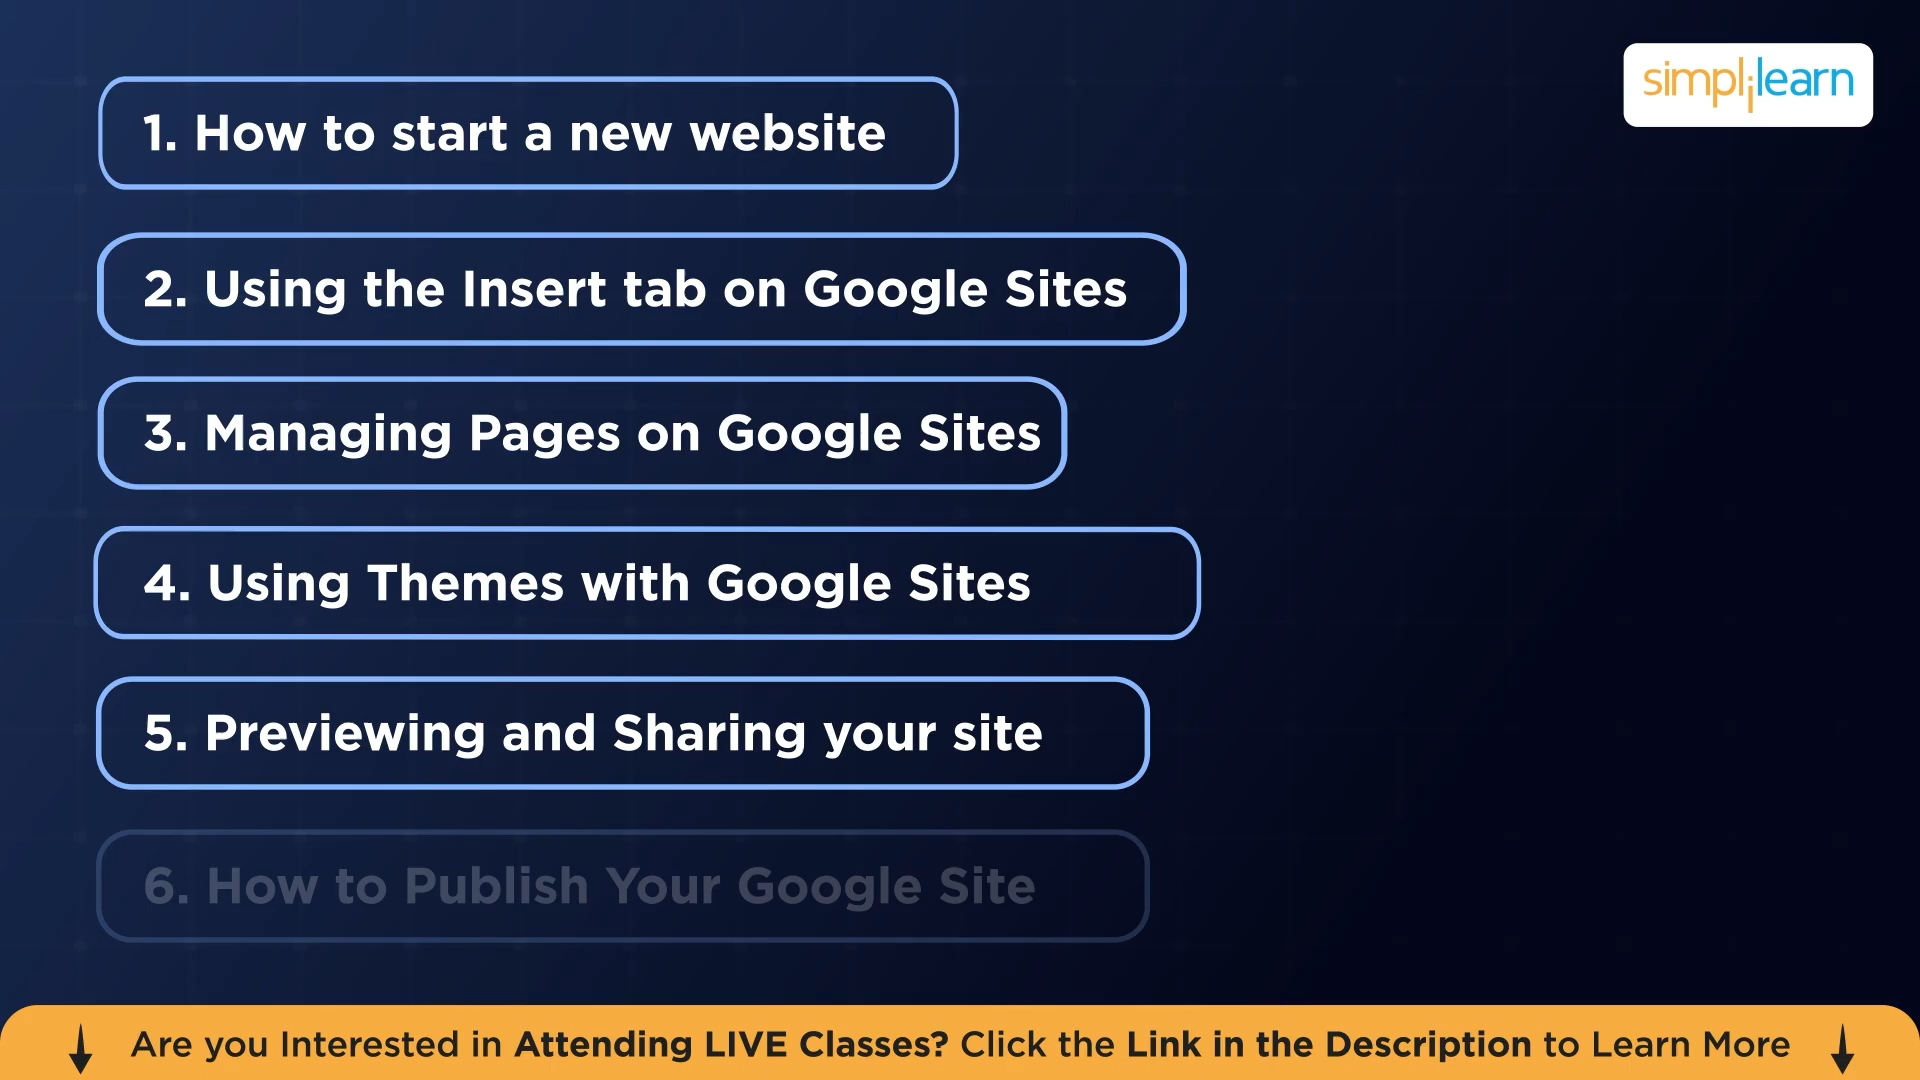 simplilearn
1. How to start a new website
2. Using the Insert tab on Google Sites
3. Managing Pages on Google Sites
4. Using Themes with Google Sites
5. Previewing and Sharing your site
6. How to Publish Your Google Site
Are you Interested in Attending LIVE Classes? Click the Link in the Description to Learn More